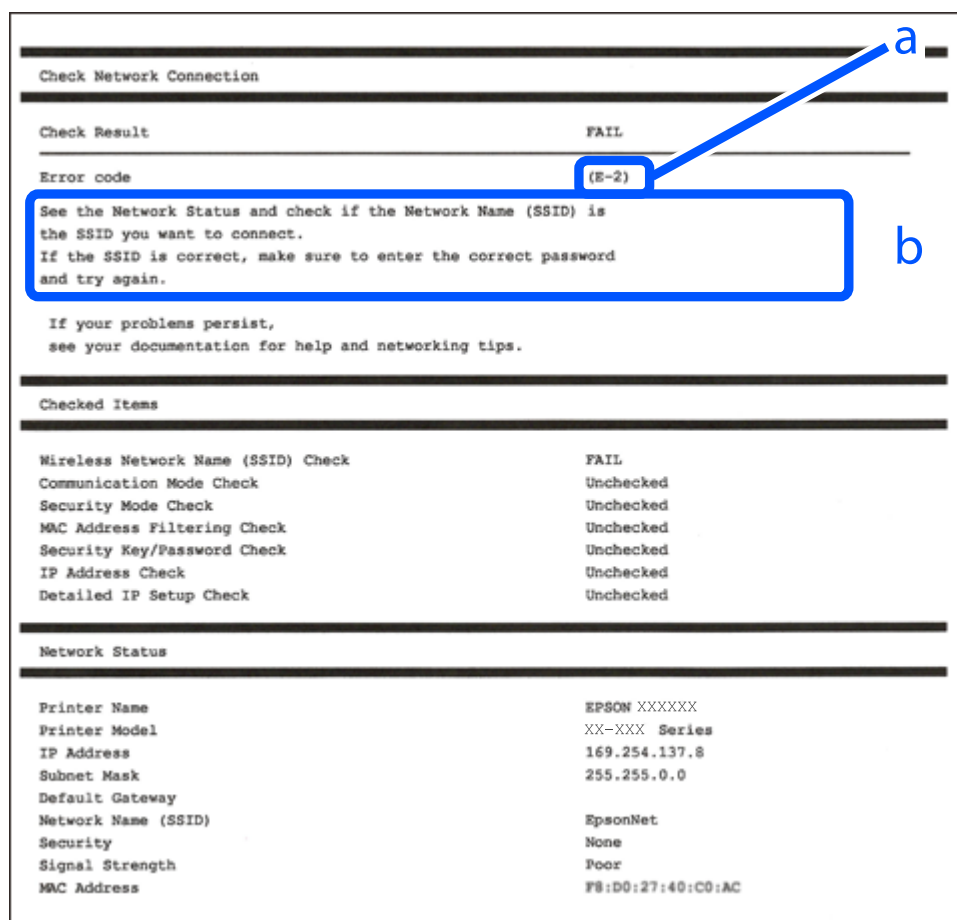 a
Check Network Connection
Check Result FAIL
Error code (E-2)
See the Network Status and check if the Network Name (SSID) is
the SSID you want to connect.
If the SSID is correct, make sure to enter the correct password
and try again.
b
If your problems persist,
see your documentation for help and networking tips.
Checked Items
Wireless Network Name (SSID) Check FAIL
Communication Mode Check Unchecked
Security Mode Check Unchecked
MAC Address Filtering Check Unchecked
Security Key/Password Check Unchecked
IP Address Check Unchecked
Detailed IP Setup Check Unchecked
Network Status
Printer Name EPSON XXXXXX
Printer Model XX-XXX Series
IP Address 169.254.137.8
Subnet Mask 255.255.0.0
Default Gateway
Network Name (SSID) EpsonNet
Security None
Signal Strength Poor
MAC Address F8:D0:27:40:C0:AC